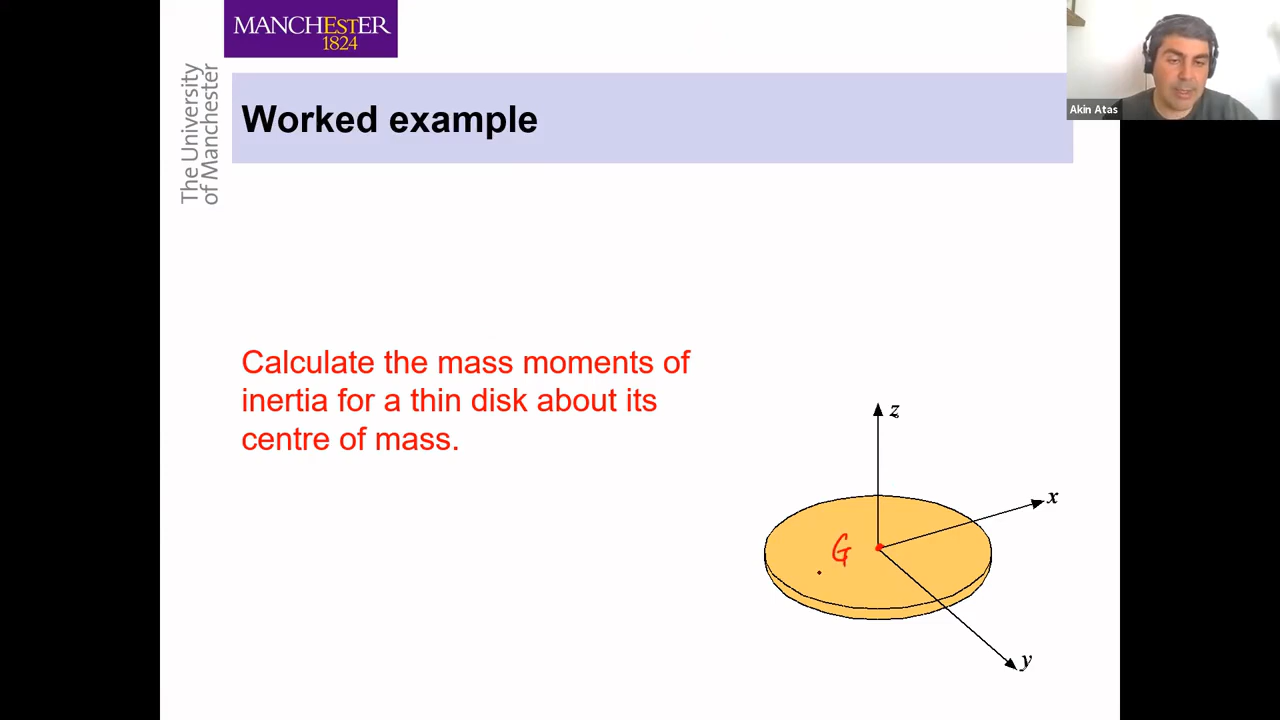 MANCHESTER
1824
The University
of Manchester
Worked example
Akin Atas
Calculate the mass moments of
inertia for a thin disk about its
centre of mass.
z
x
G
y